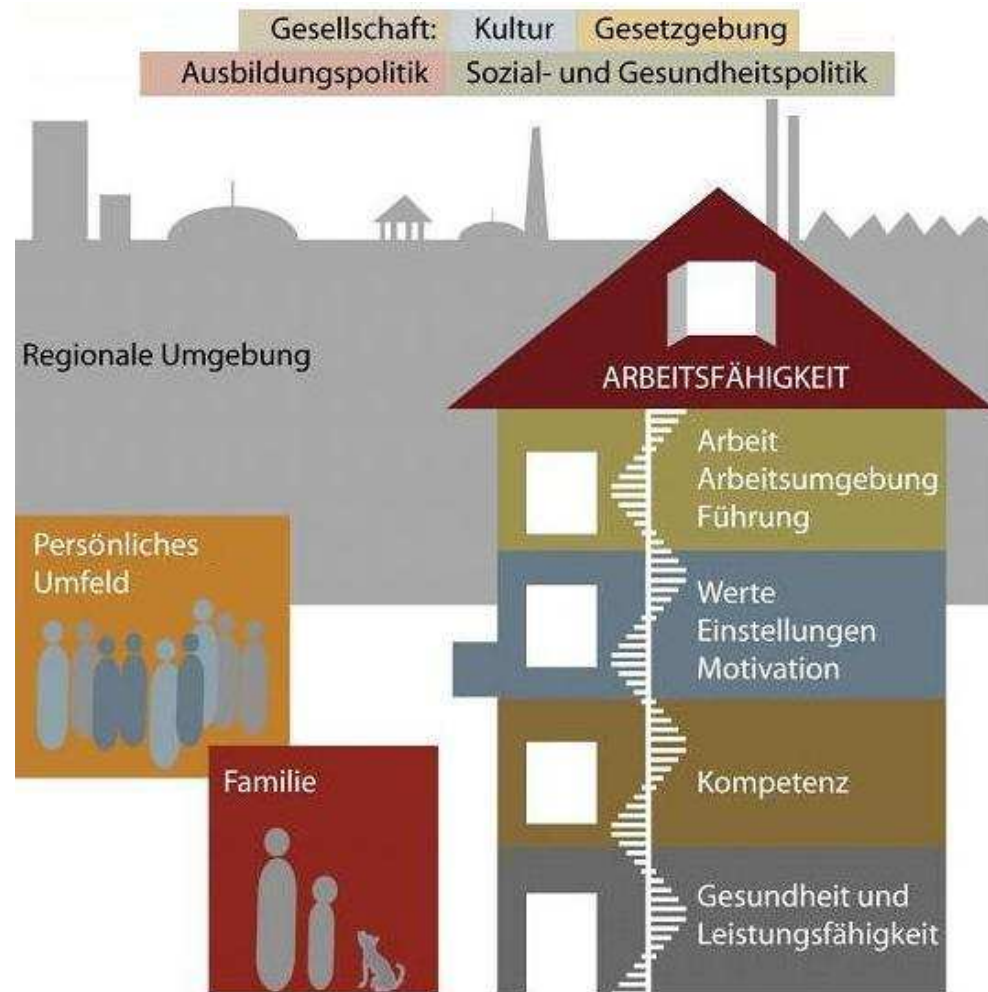 Gesellschaft: Kultur Gesetzgebung
Ausbildungspolitik Sozial- und Gesundheitspolitik
Regionale Umgebung
ARBEITSFÄHIGKEIT
Arbeit
Arbeitsumgebung
Führung
Persönliches
Umfeld
Werte
Einstellungen
Motivation
Familie
Kompetenz
Gesundheit und
Leistungsfähigkeit